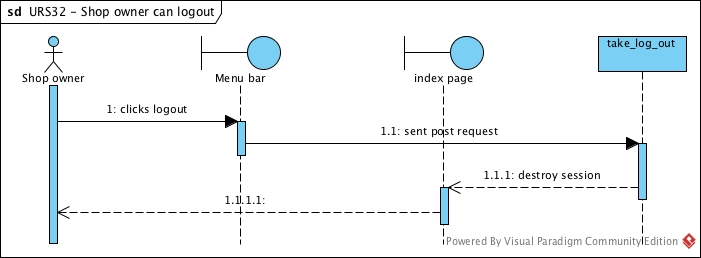 sd URS32 - Shop owner can logout
Shop owner
Menu bar
index page
take_log_out
1: clicks logout
1.1: sent post request
1.1.1: destroy session
1.1.1.1:
Powered By Visual Paradigm Community Edition